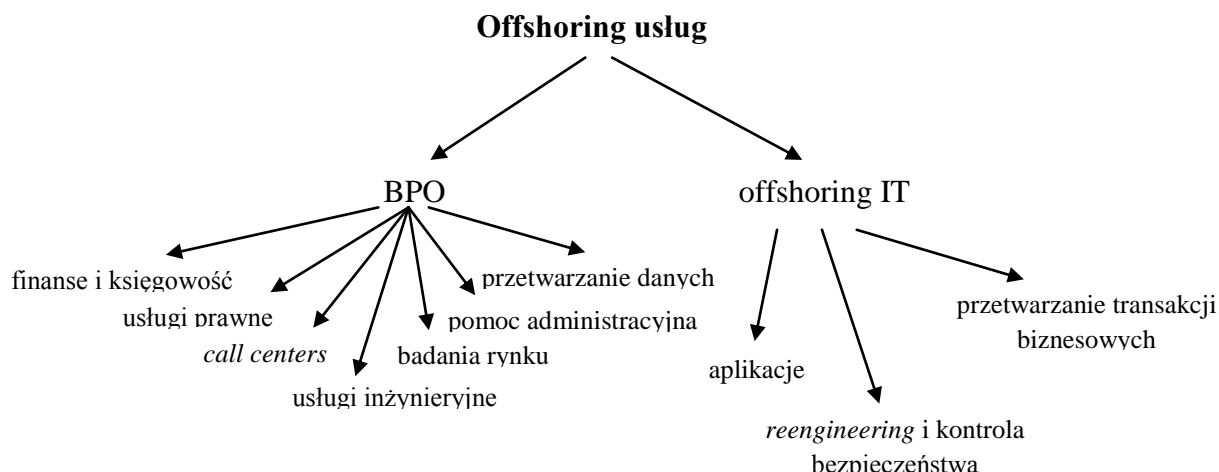 Offshoring usług
BPO
offshoring IT
finanse i księgowość
usługi prawne
call centers
usługi inżynieryjne
badania rynku
pomoc administracyjna
przetwarzanie danych
aplikacje
reengineering i kontrola
bezpieczeństwa
przetwarzanie transakcji
biznesowych